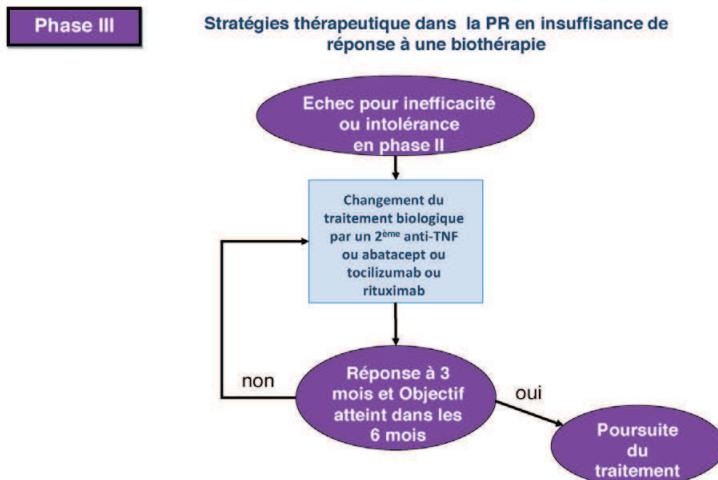 Phase III
Stratégies thérapeutique dans  la PR en insuffisance de
réponse à une biothérapie
Echec pour inefficacité
ou intolérance
en phase II
Changement du
traitement biologique
par un 2ème anti-TNF
ou abatacept ou
tocilizumab ou
rituximab
Réponse à 3
mois et Objectif
atteint dans les
6 mois
non
oui
Poursuite
du
traitement